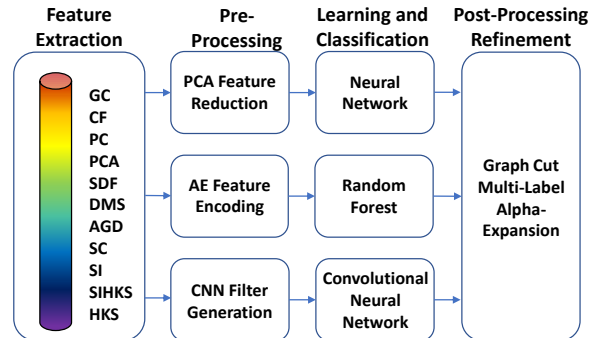 Feature
Extraction
Pre-
Processing
Learning and
Classification
Post-Processing
Refinement
GC
CF
PC
PCA
SDF
DMS
AGD
SC
SI
SIHKS
HKS
PCA Feature
Reduction
Neural
Network
AE Feature
Encoding
Random
Forest
CNN Filter
Generation
Convolutional
Neural
Network
Graph Cut
Multi-Label
Alpha-
Expansion